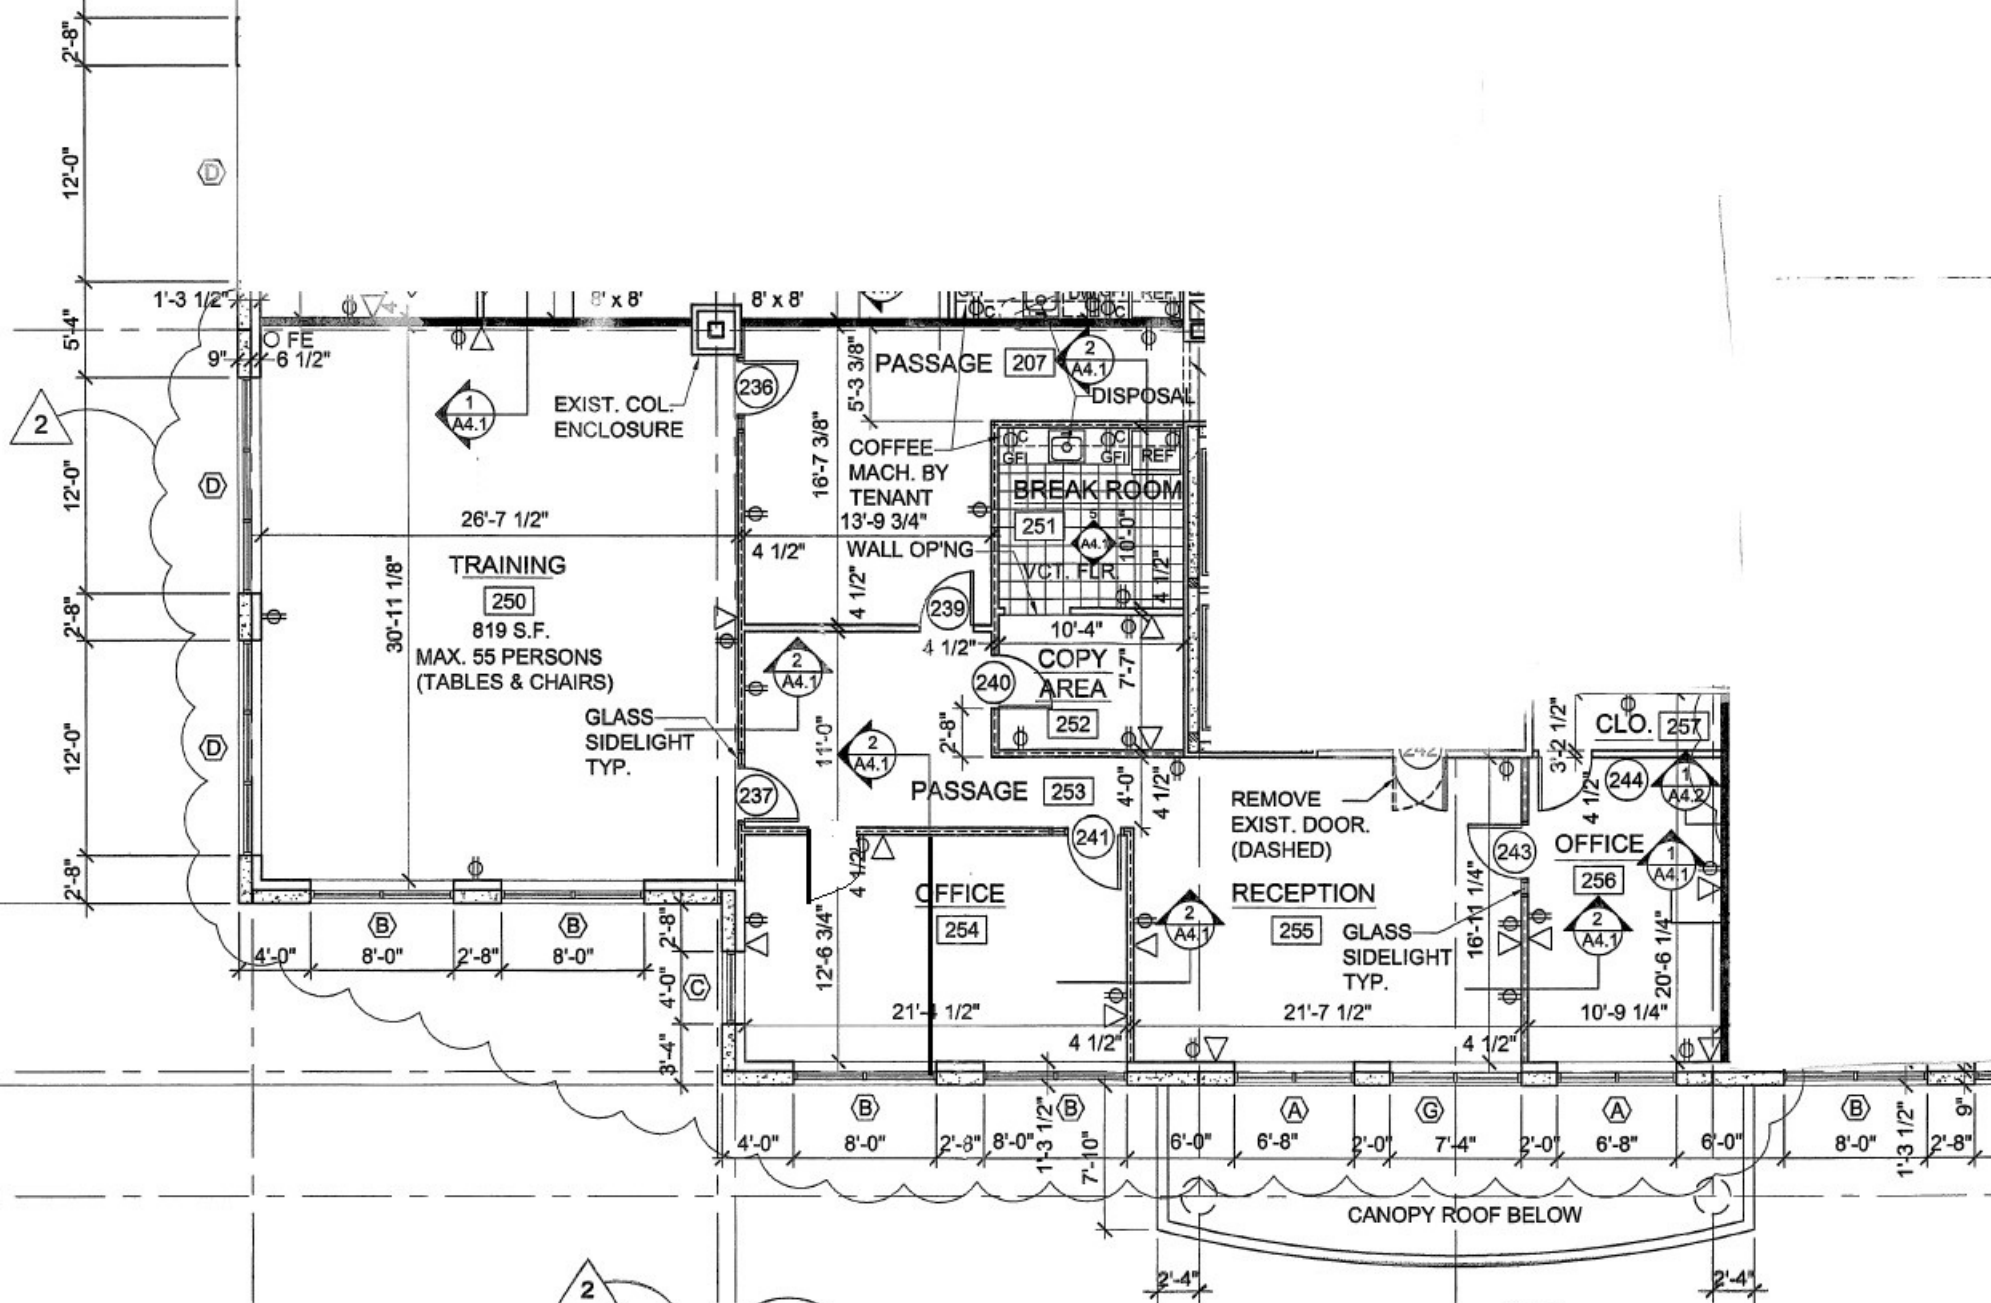 2'-8"
12'-0"
D
1'-3 1/2"
8' x 8'
8' x 8'
REF
C
C
5'-4"
FE
9"
6 1/2"
2
236
PASSAGE 207
2
A4.1
5'-3 3/8"
DISPOSAL
1
A4.1
EXIST. COL.
ENCLOSURE
16'-7 3/8"
COFFEE
MACH. BY
TENANT
C
GFI
C
GFI
REF
BREAK ROOM
251
12'-0"
D
26'-7 1/2"
13'-9 3/4"
4 1/2"
WALL OP'NG
A4.1
10'-0"
VCT. FLR.
4 1/2"
TRAINING
250
819 S.F.
MAX. 55 PERSONS
(TABLES & CHAIRS)
30'-11 1/8"
4 1/2"
239
2'-8"
10'-4"
4 1/2"
COPY
AREA
252
7'-7"
240
2
A4.1
GLASS
SIDELIGHT
TYP.
11'-0"
2
A4.1
2'-8"
12'-0"
D
237
PASSAGE 253
4'-0"
4 1/2"
242
REMOVE
EXIST. DOOR.
(DASHED)
3'-2 1/2"
CLO. 257
4 1/2"
244
1
A4.2
241
243
OFFICE
256
1
A4.1
2'-8"
4 1/2"
OFFICE
254
2
A4.1
RECEPTION
255
GLASS
SIDELIGHT
TYP.
16'-11 1/4"
2
A4.1
20'-6 1/4"
B
B
4'-0"
8'-0"
2'-8"
8'-0"
2'-8"
4'-0"
C
3'-4"
12'-6 3/4"
21'-4 1/2"
4 1/2"
21'-7 1/2"
4 1/2"
10'-9 1/4"
B
B
A
G
A
B
4'-0"
8'-0"
2'-8"
8'-0"
1'-3 1/2"
7'-10"
6'-0"
6'-8"
2'-0"
7'-4"
2'-0"
6'-8"
6'-0"
8'-0"
1'-3 1/2"
9"
2'-8"
CANOPY ROOF BELOW
2'-4"
2'-4"
2